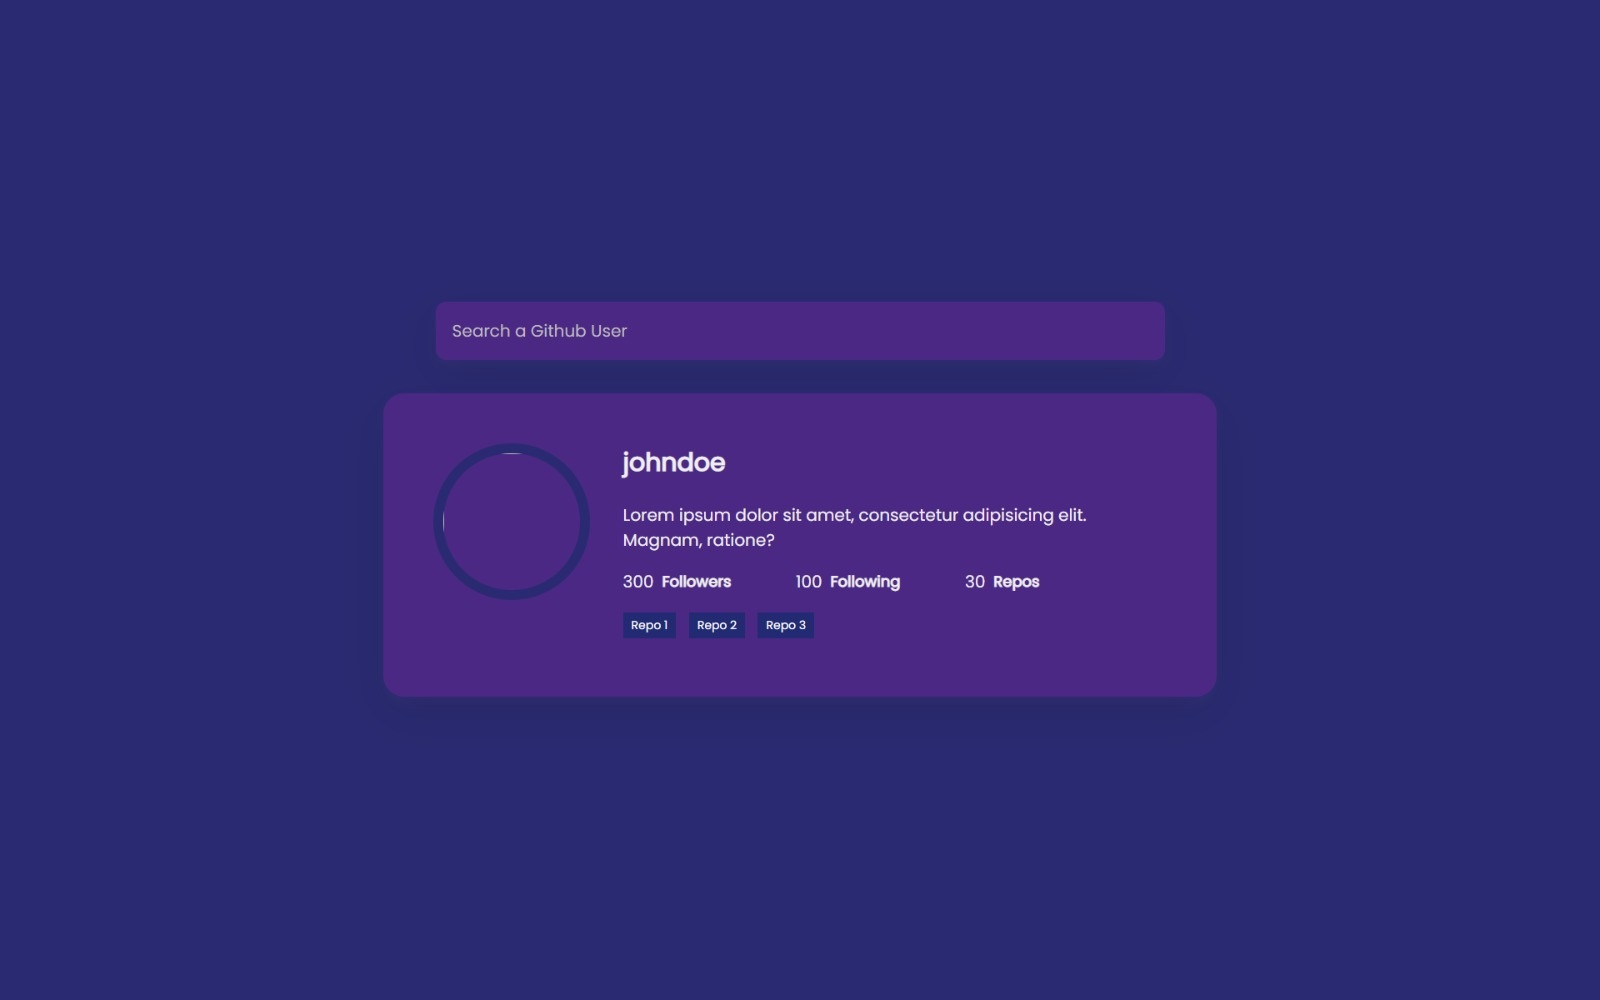 Search a Github User
johndoe
Lorem ipsum dolor sit amet, consectetur adipisicing elit.
Magnam, ratione?
300 Followers 100 Following 30 Repos
Repo 1 Repo 2 Repo 3